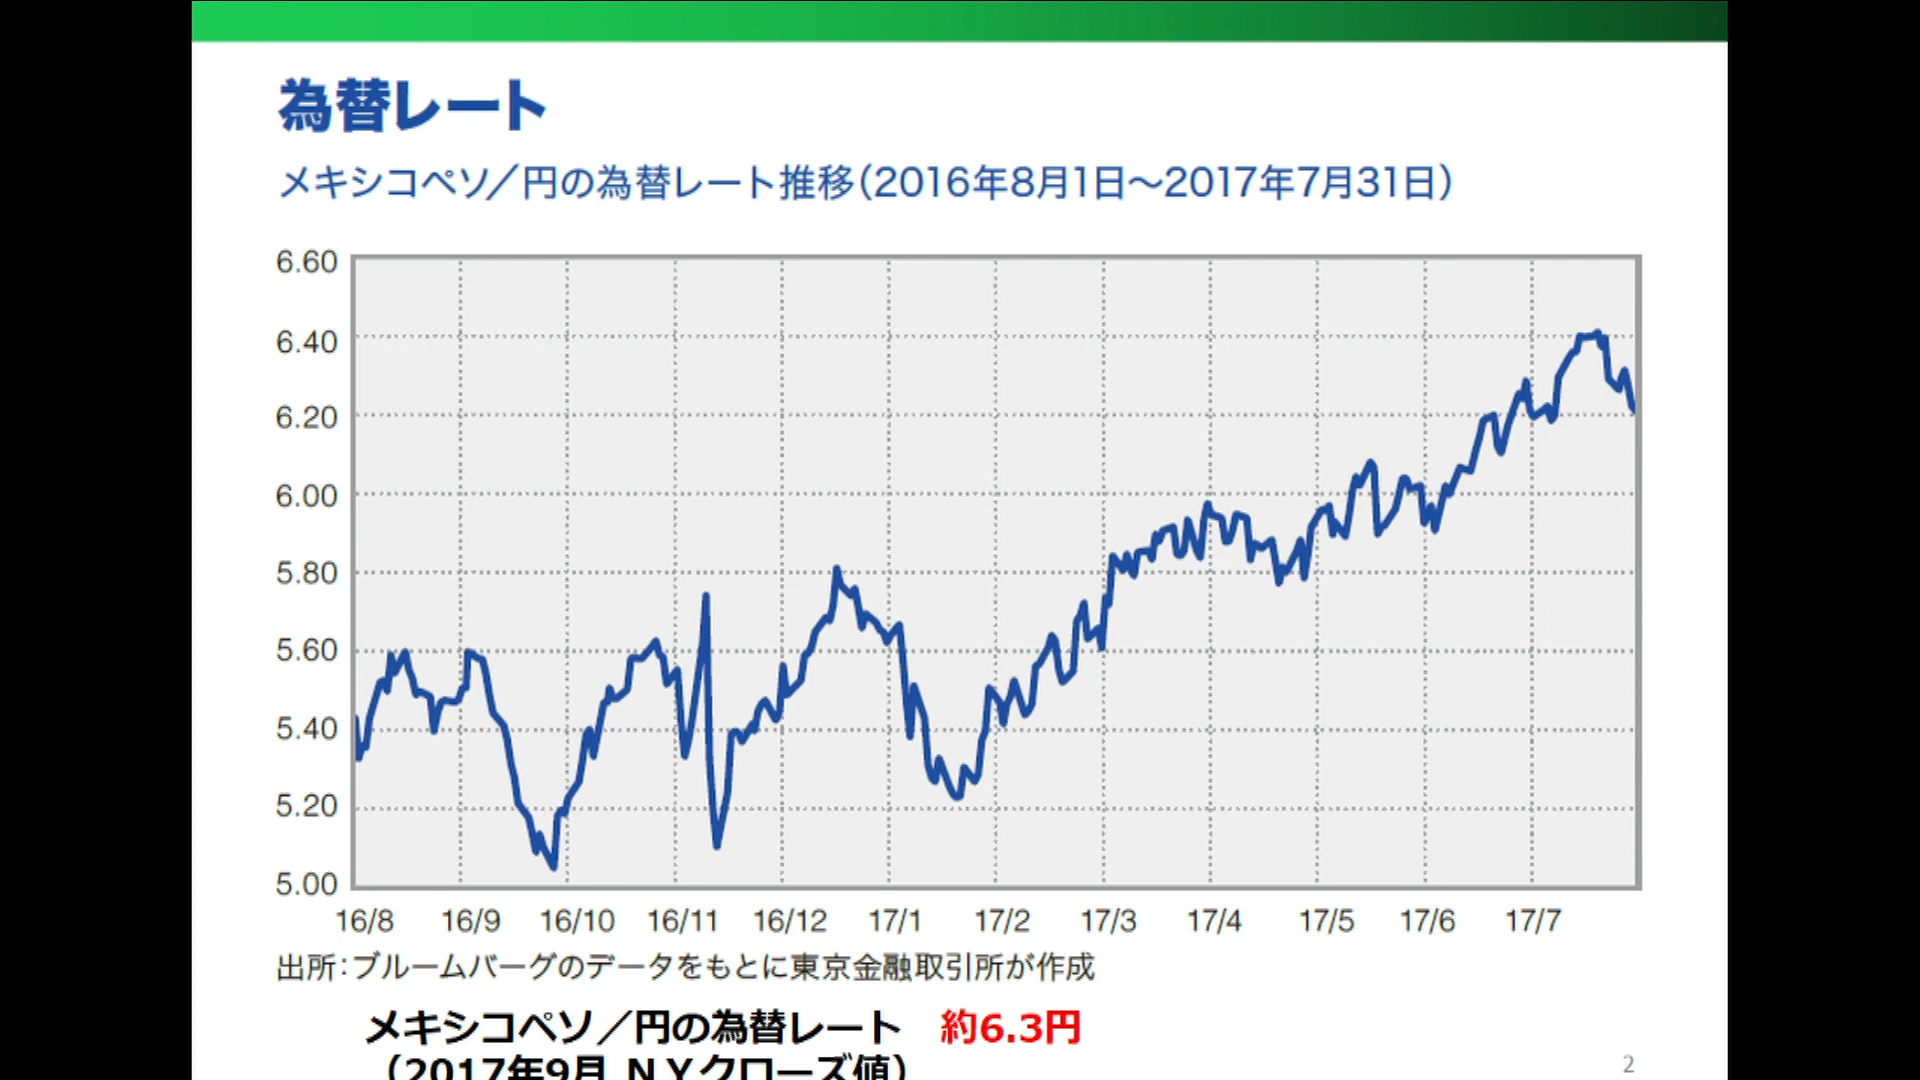 為替レート
メキシコペソ／円の為替レート推移(2016年8月1日～2017年7月31日)
6.60
6.40
6.20
6.00
5.80
5.60
5.40
5.20
5.00
16/8 16/9 16/10 16/11 16/12 17/1 17/2 17/3 17/4 17/5 17/6 17/7
出所：ブルームバーグのデータをもとに東京金融取引所が作成
メキシコペソ／円の為替レート　約6.3円
（2017年9月 ＮＹクローズ値）
2